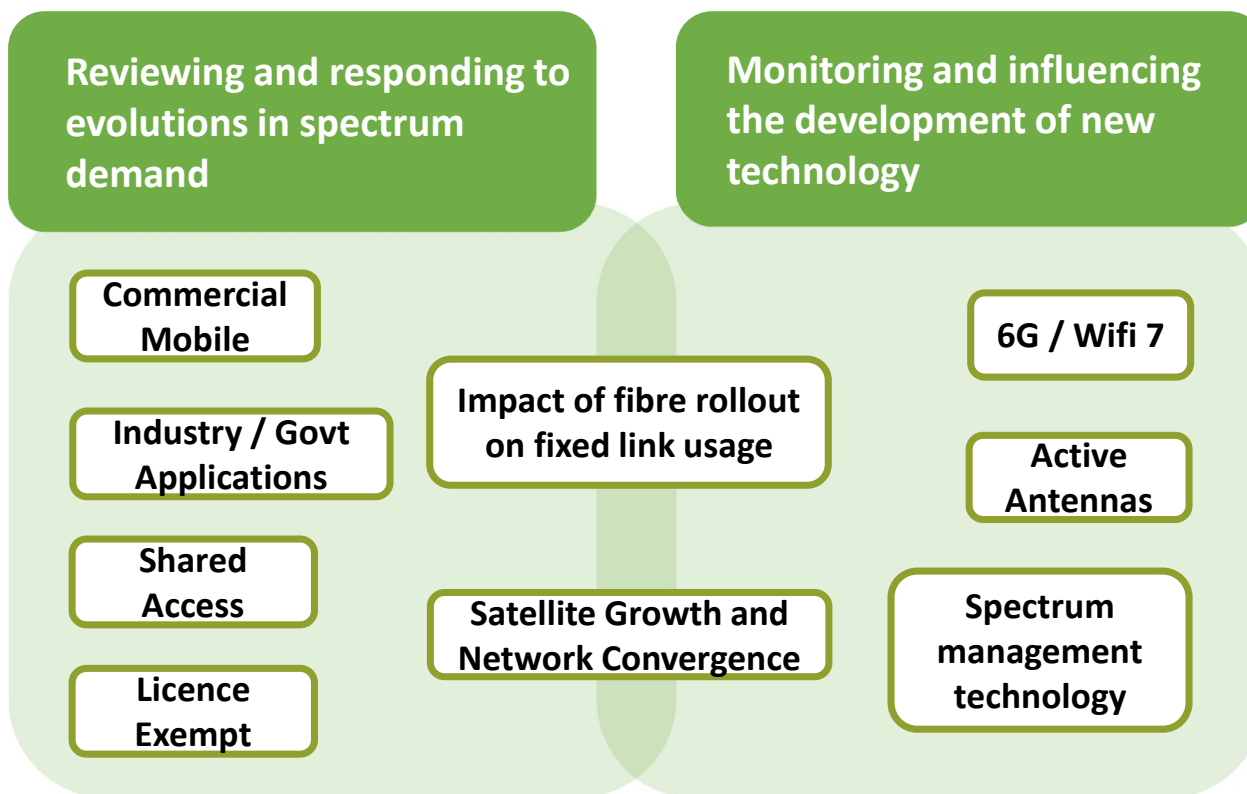 Reviewing and responding to
evolutions in spectrum
demand
Monitoring and influencing
the development of new
technology
Commercial
Mobile
Industry / Govt
Applications
Shared
Access
Licence
Exempt
Impact of fibre rollout
on fixed link usage
Satellite Growth and
Network Convergence
6G / Wifi 7
Active
Antennas
Spectrum
management
technology